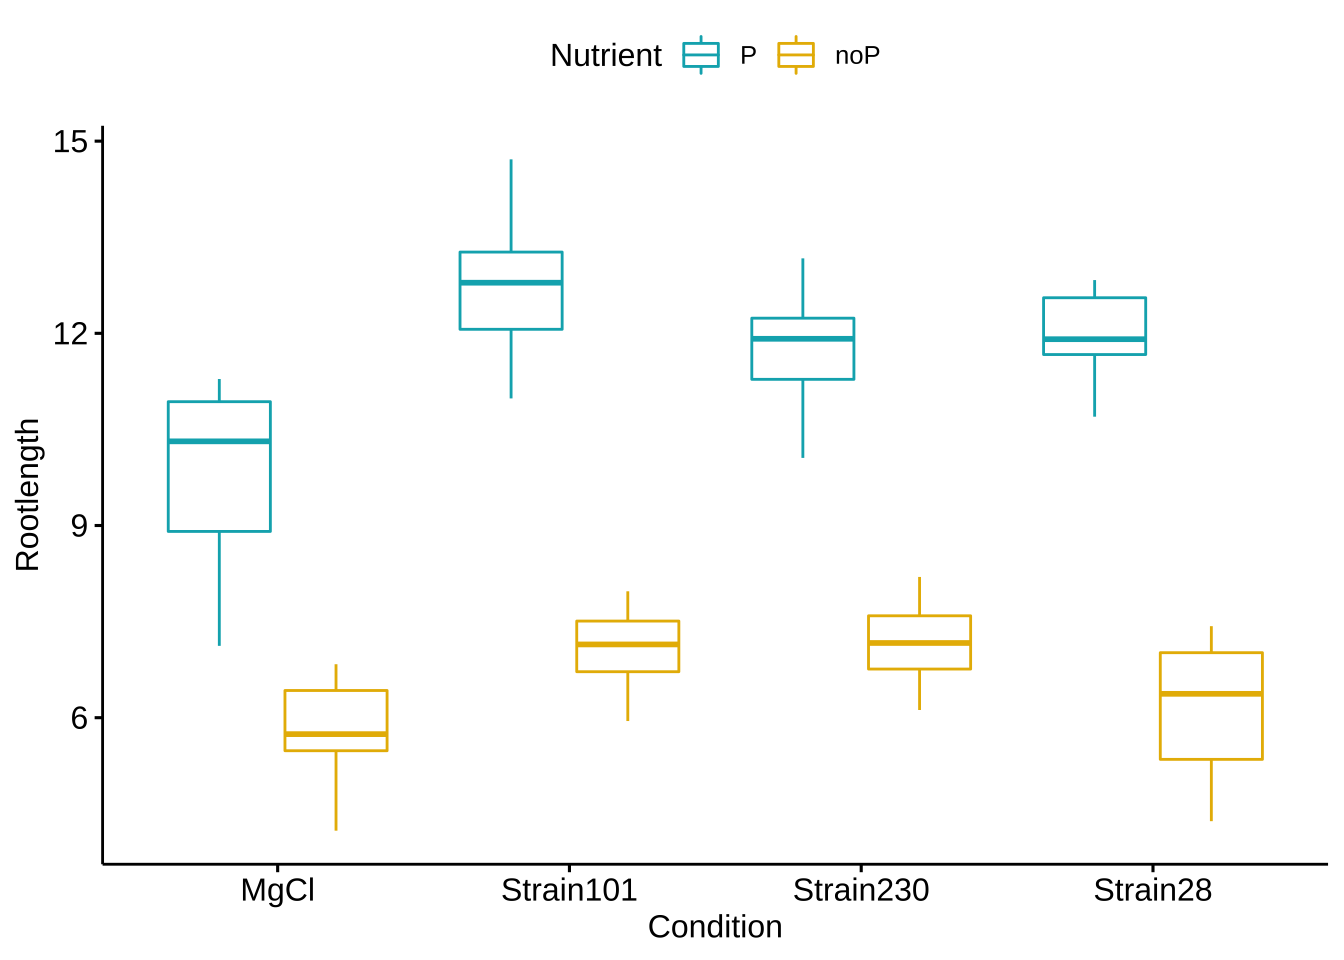 Nutrient P noP
15
12
9
6
Rootlength
MgCl Strain101 Strain230 Strain28
Condition